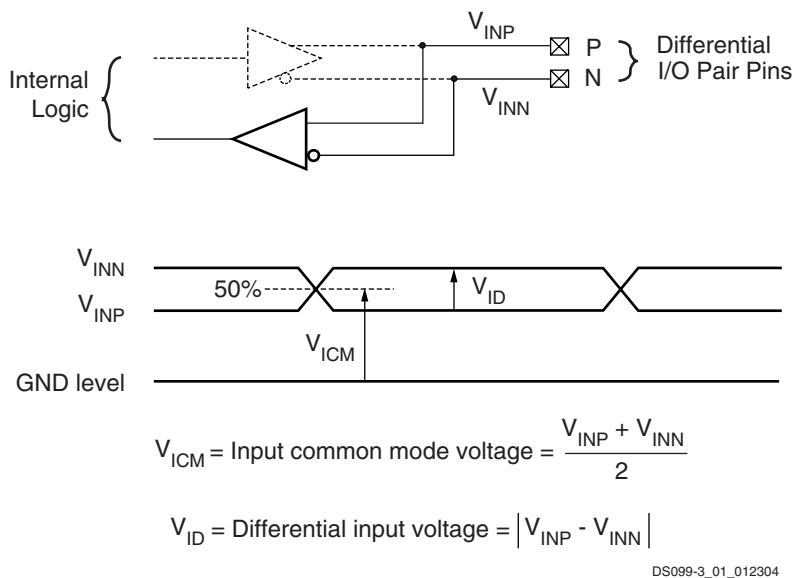 V_INP
P
Differential
I/O Pair Pins
N
V_INN
Internal
Logic
V_INN
50%
V_ID
V_INP
V_ICM
GND level
V_ICM = Input common mode voltage = (V_INP + V_INN) / 2
V_ID = Differential input voltage = |V_INP - V_INN|
DS099-3_01_012304